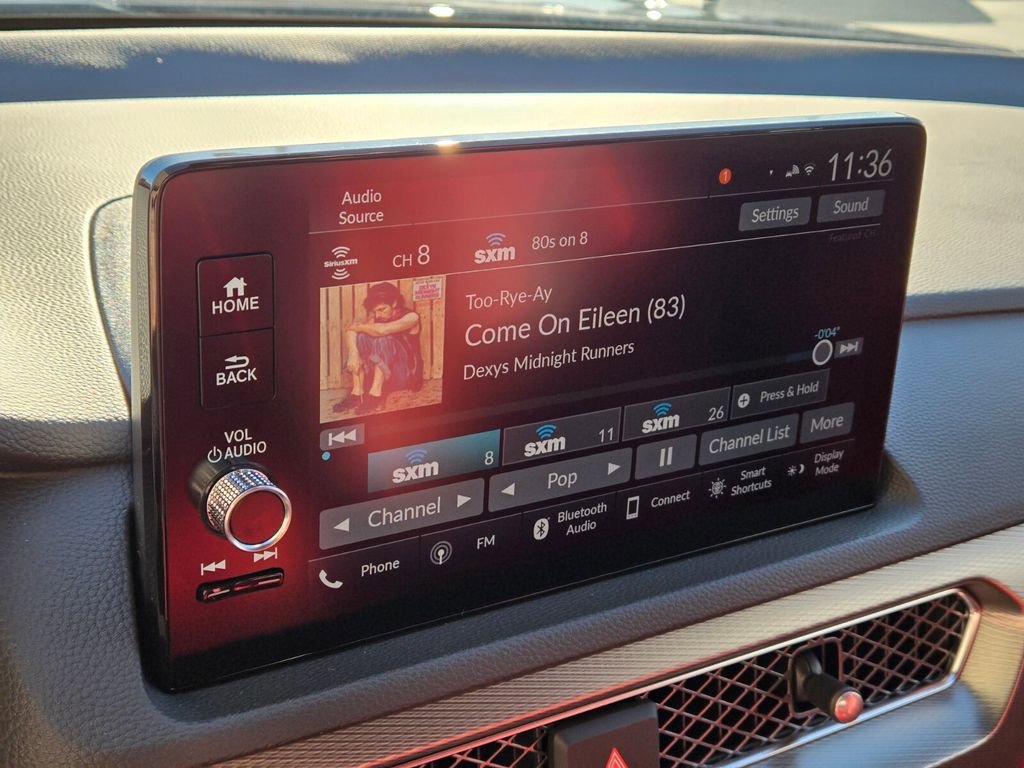 1
11:36
Audio
Source
Settings
Sound
SiriusXM
CH 8
sxm
80s on 8
Featured CH
HOME
Too-Rye-Ay
Come On Eileen (83)
Dexys Midnight Runners
-0'04"
BACK
Press & Hold
sxm 8
sxm 11
sxm 26
VOL
AUDIO
Channel
Pop
Channel List
More
Phone
FM
Bluetooth
Audio
Connect
Smart
Shortcuts
Display
Mode